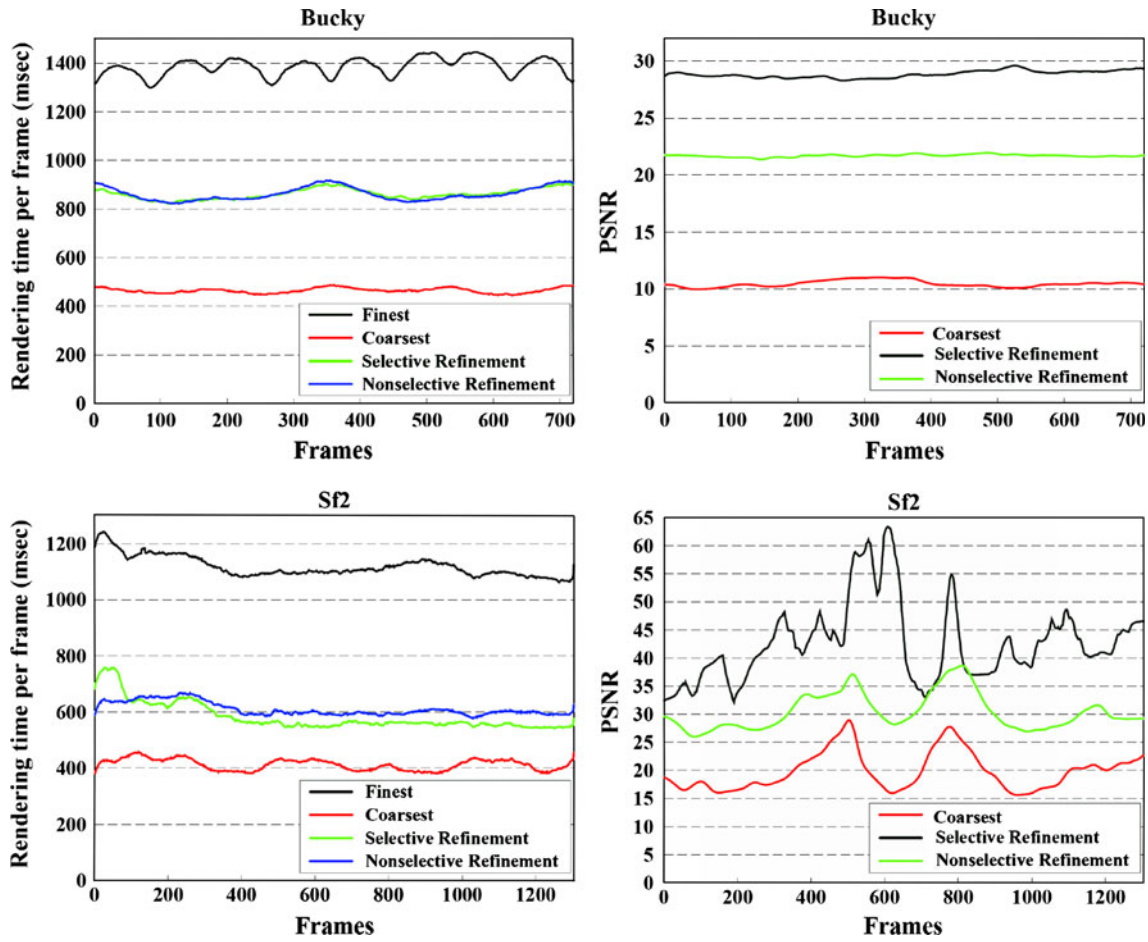 Bucky
Rendering time per frame (msec)
1400
1200
1000
800
600
400
200
0
Finest
Coarsest
Selective Refinement
Nonselective Refinement
0 100 200 300 400 500 600 700
Frames
Bucky
PSNR
30
25
20
15
10
5
0
Coarsest
Selective Refinement
Nonselective Refinement
0 100 200 300 400 500 600 700
Frames
Sf2
Rendering time per frame (msec)
1200
1000
800
600
400
200
0
Finest
Coarsest
Selective Refinement
Nonselective Refinement
0 200 400 600 800 1000 1200
Frames
Sf2
PSNR
65
60
55
50
45
40
35
30
25
20
15
10
5
0
Coarsest
Selective Refinement
Nonselective Refinement
0 200 400 600 800 1000 1200
Frames